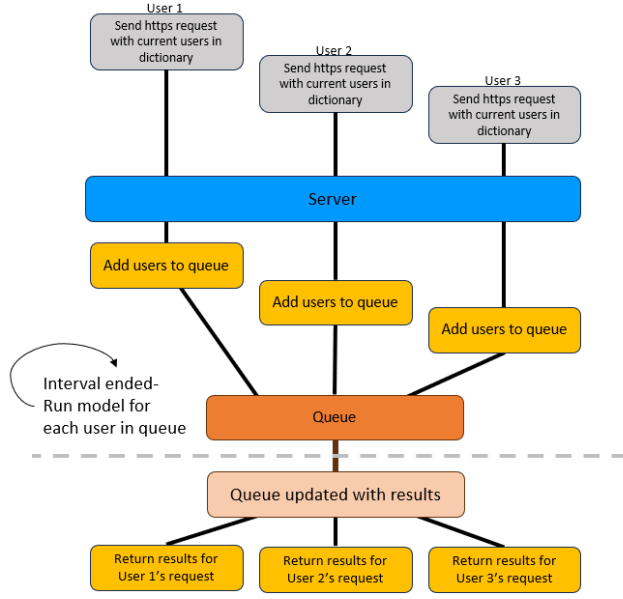 User 1
Send https request
with current users in
dictionary
User 2
Send https request
with current users in
dictionary
User 3
Send https request
with current users in
dictionary
Server
Add users to queue
Add users to queue
Add users to queue
Interval ended-
Run model for
each user in queue
Queue
Queue updated with results
Return results for
User 1's request
Return results for
User 2's request
Return results for
User 3's request